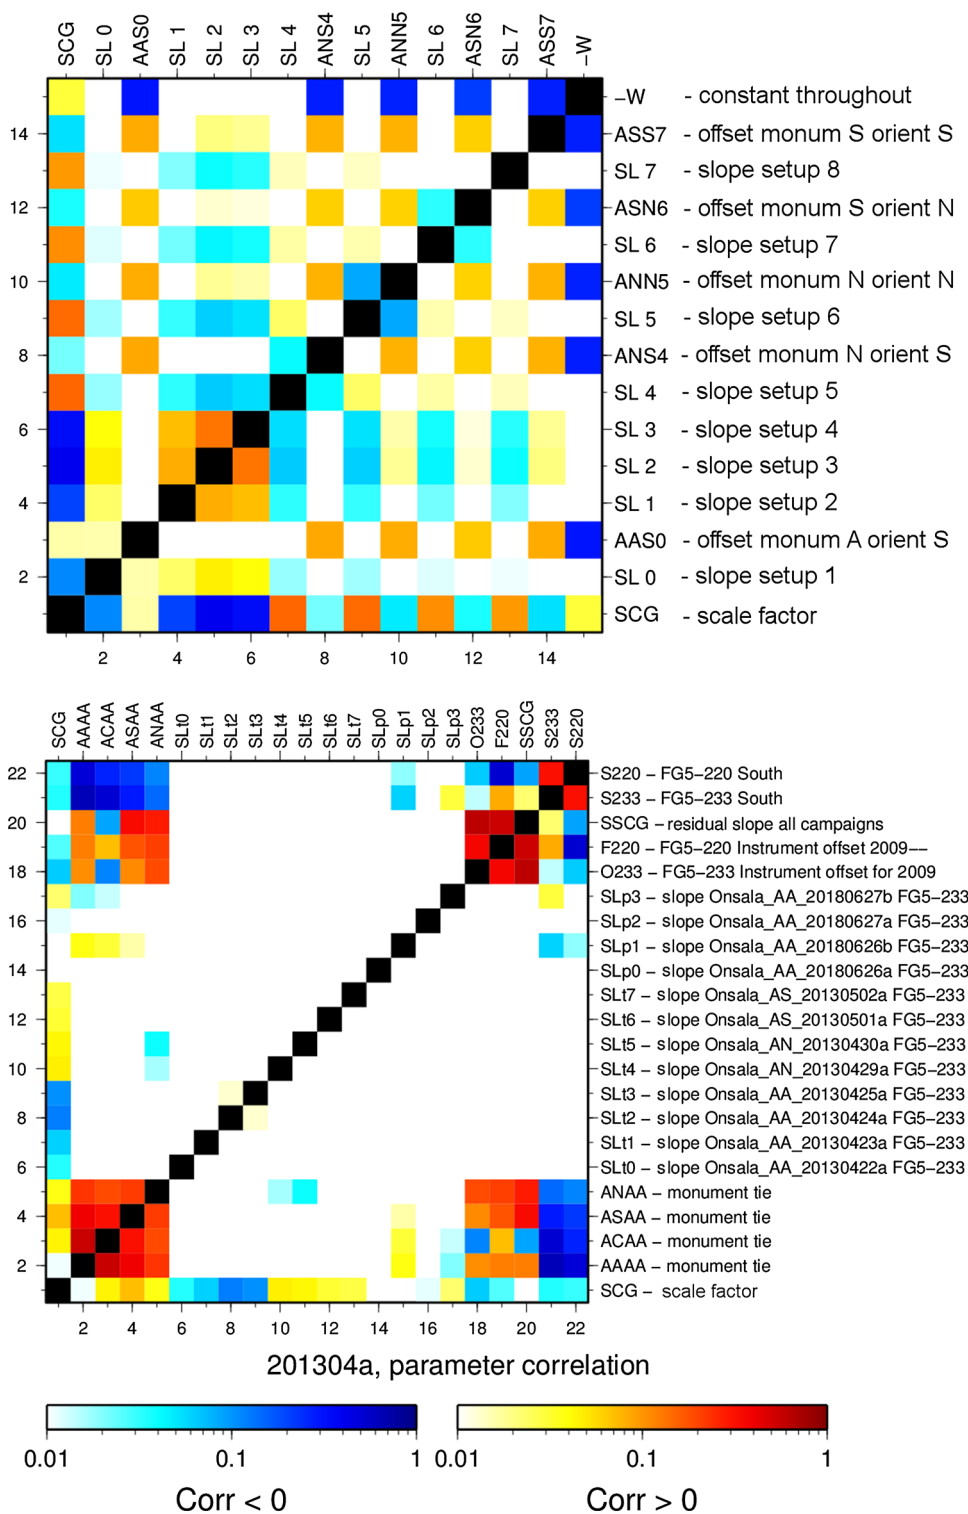 SCG SL 0 AAS0 SL 1 SL 2 SL 3 SL 4 ANS4 SL 5 ANN5 SL 6 ASN6 SL 7 ASS7 –W
–W - constant throughout
14 ASS7 - offset monum S orient S
SL 7 - slope setup 8
12 ASN6 - offset monum S orient N
SL 6 - slope setup 7
10 ANN5 - offset monum N orient N
SL 5 - slope setup 6
8 ANS4 - offset monum N orient S
SL 4 - slope setup 5
6 SL 3 - slope setup 4
SL 2 - slope setup 3
4 SL 1 - slope setup 2
AAS0 - offset monum A orient S
2 SL 0 - slope setup 1
SCG - scale factor
2 4 6 8 10 12 14
SCG AAAA ACAA ASAA ANAA SLt0 SLt1 SLt2 SLt3 SLt4 SLt5 SLt6 SLt7 SLp0 SLp1 SLp2 SLp3 O233 F220 SSCG S233 S220
22 S220 – FG5–220 South
S233 – FG5–233 South
20 SSCG – residual slope all campaigns
F220 – FG5–220 Instrument offset 2009––
18 O233 – FG5–233 Instrument offset for 2009
SLp3 – slope Onsala_AA_20180627b FG5–233
16 SLp2 – slope Onsala_AA_20180627a FG5–233
SLp1 – slope Onsala_AA_20180626b FG5–233
14 SLp0 – slope Onsala_AA_20180626a FG5–233
SLt7 – slope Onsala_AS_20130502a FG5–233
12 SLt6 – slope Onsala_AS_20130501a FG5–233
SLt5 – slope Onsala_AN_20130430a FG5–233
10 SLt4 – slope Onsala_AN_20130429a FG5–233
SLt3 – slope Onsala_AA_20130425a FG5–233
8 SLt2 – slope Onsala_AA_20130424a FG5–233
SLt1 – slope Onsala_AA_20130423a FG5–233
6 SLt0 – slope Onsala_AA_20130422a FG5–233
ANAA – monument tie
4 ASAA – monument tie
ACAA – monument tie
2 AAAA – monument tie
SCG – scale factor
2 4 6 8 10 12 14 16 18 20 22
201304a, parameter correlation
0.01 0.1 1 0.01 0.1 1
Corr < 0 Corr > 0